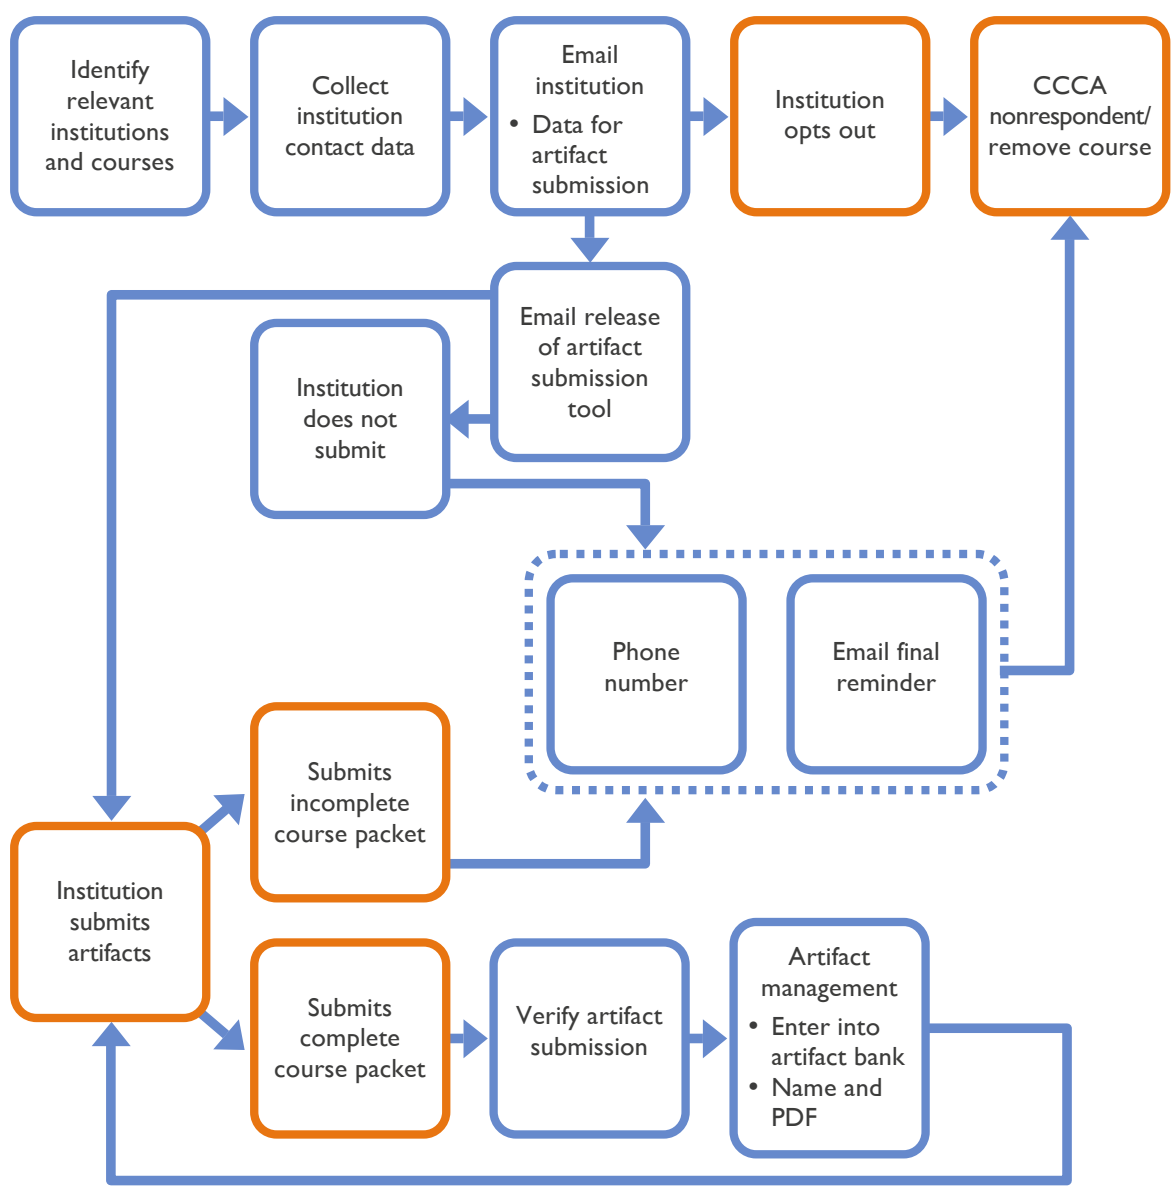 Identify
relevant
institutions
and courses
Collect
institution
contact data
Email
institution
• Data for
artifact
submission
Institution
opts out
CCCA
nonrespondent/
remove course
Email release
of artifact
submission
tool
Institution
does not
submit
Phone
number
Email final
reminder
Submits
incomplete
course packet
Institution
submits
artifacts
Submits
complete
course packet
Verify artifact
submission
Artifact
management
• Enter into
artifact bank
• Name and
PDF